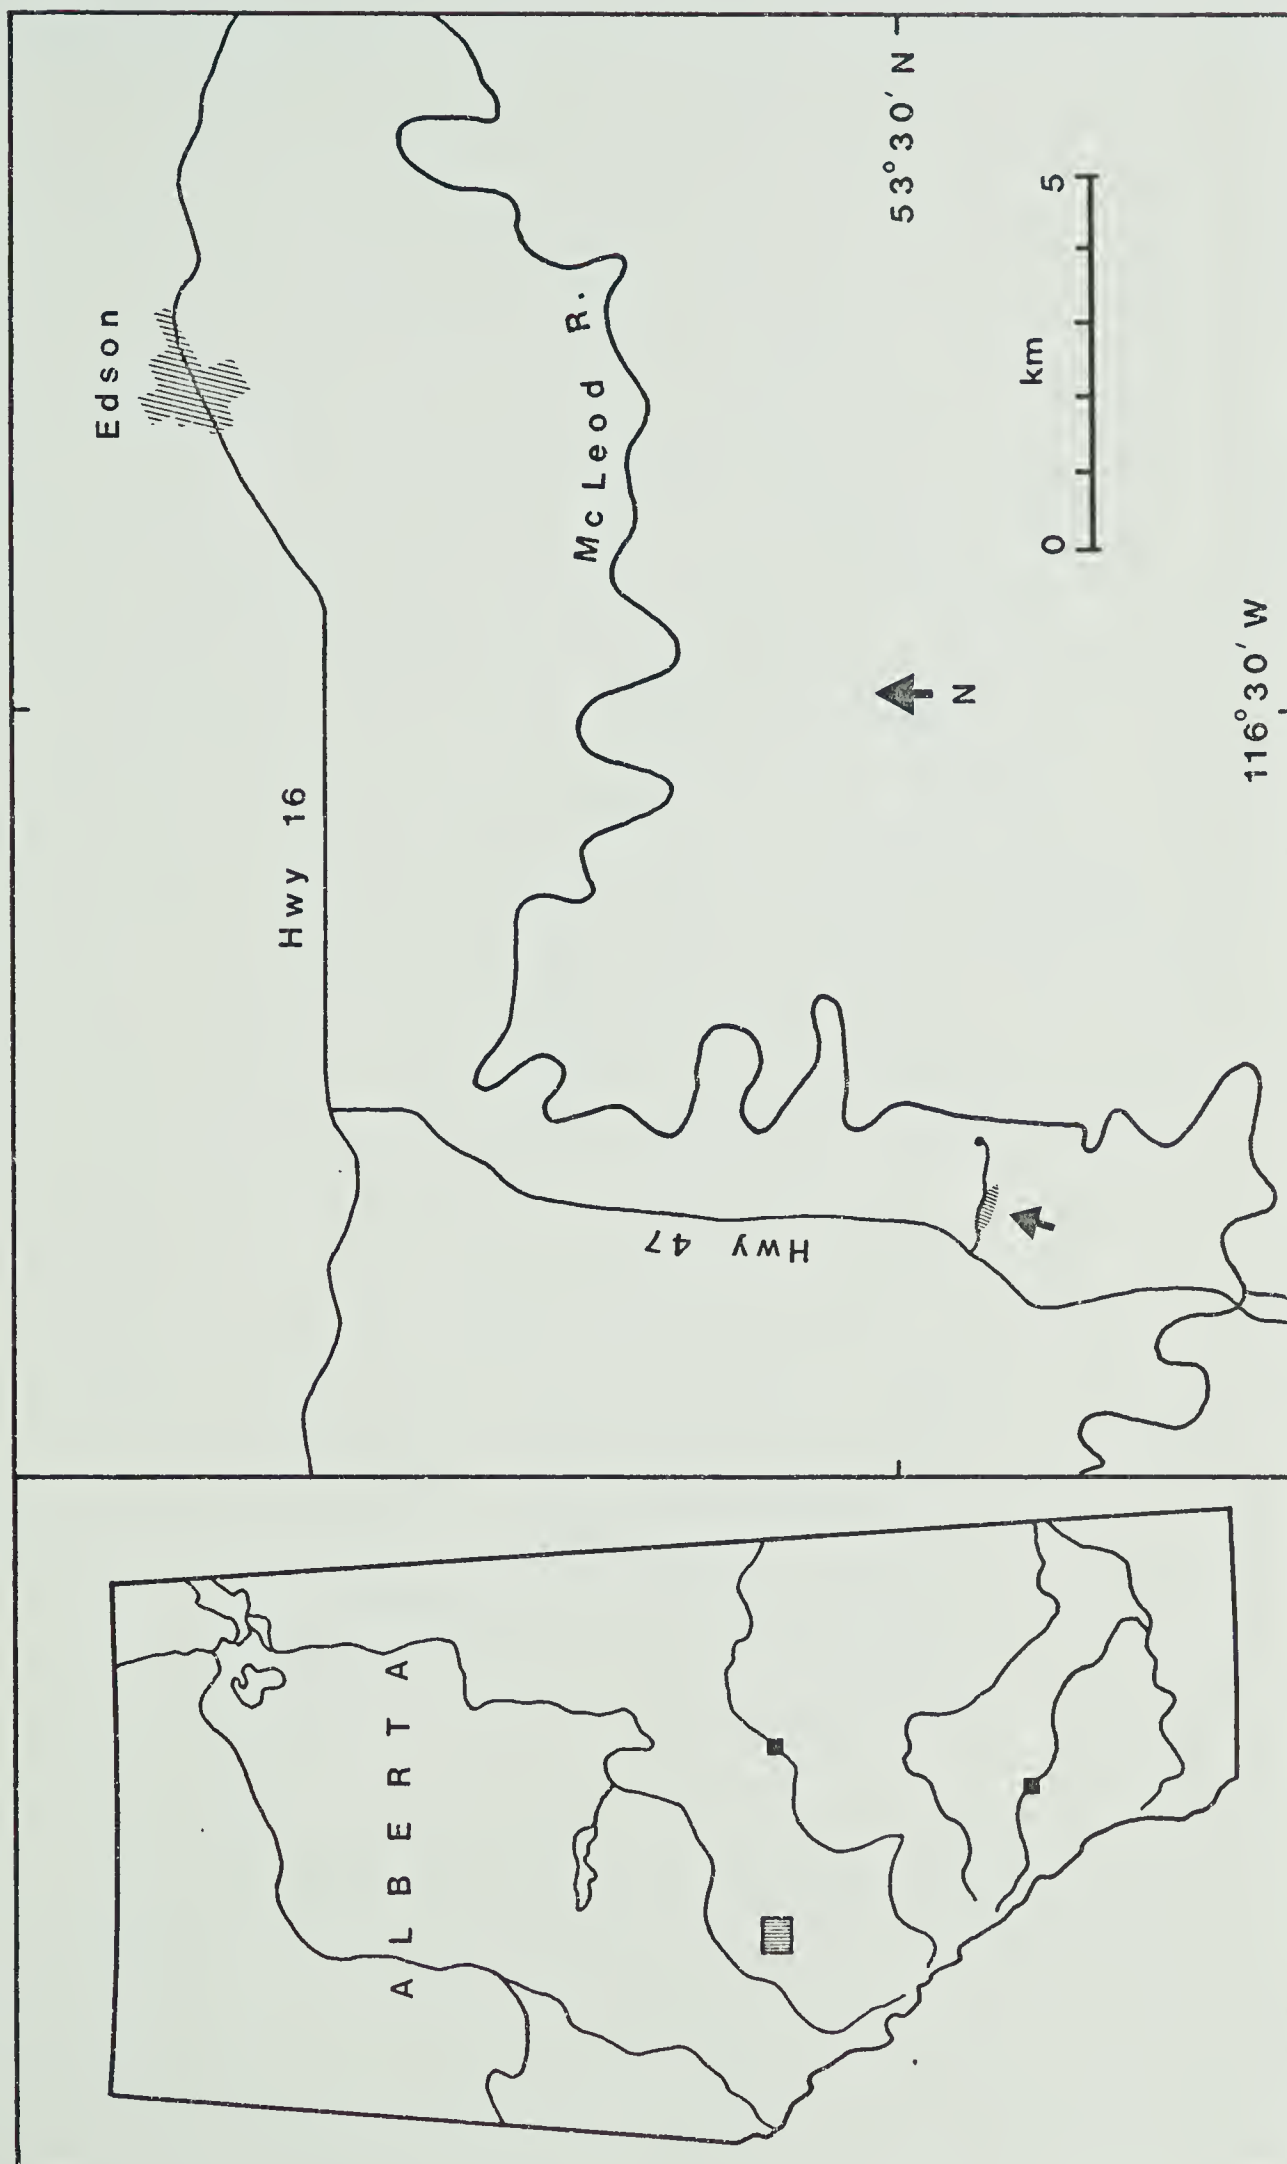 ALBERTA
Edson
Hwy 16
McLeod R.
Hwy 47
53°30′N
N
km
0 5
116°30′W